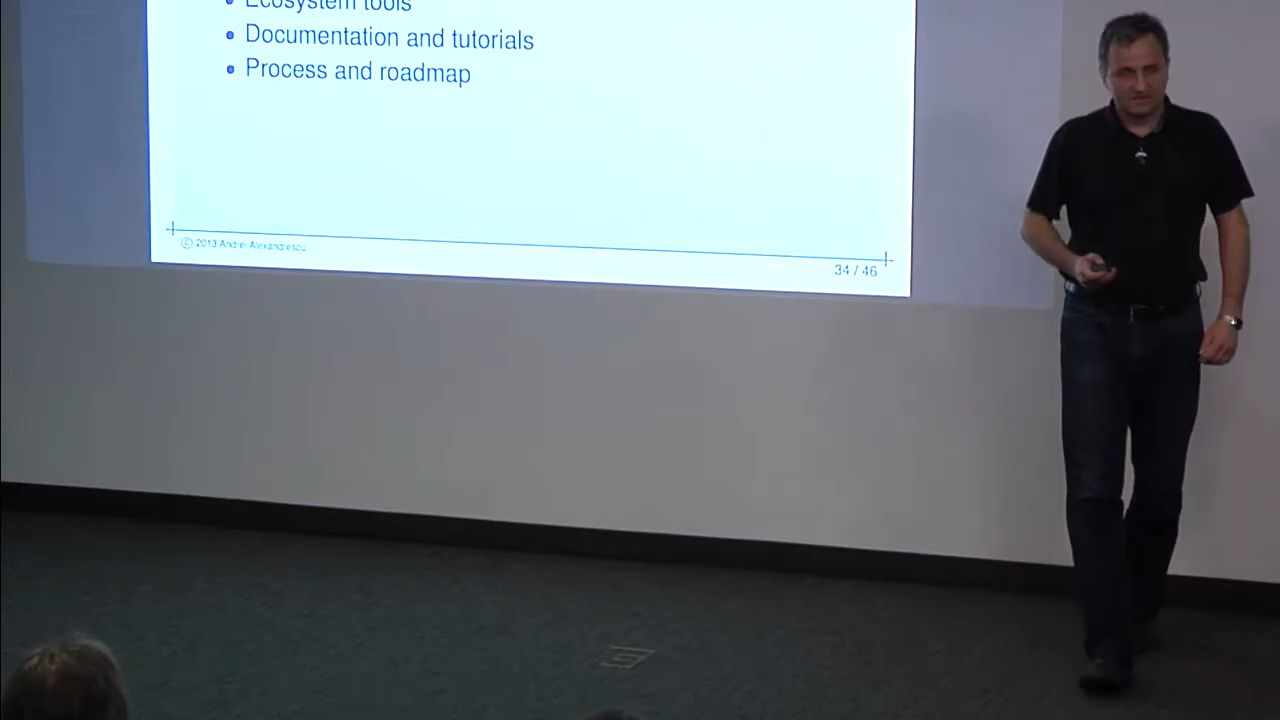 Ecosystem tools
Documentation and tutorials
Process and roadmap
© 2013 Andrei Alexandrescu
34 / 46